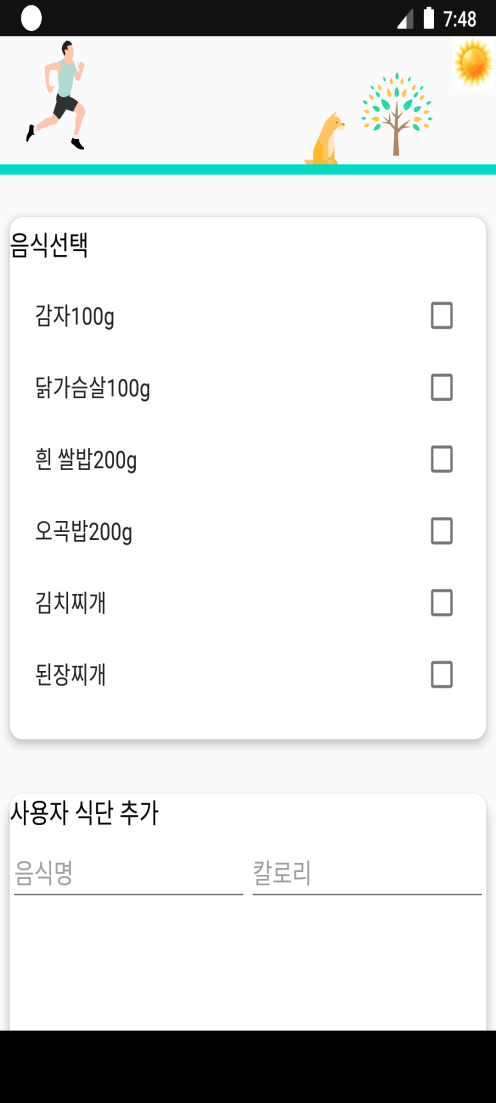 7:48
음식선택
감자100g
닭가슴살100g
흰 쌀밥200g
오곡밥200g
김치찌개
된장찌개
사용자 식단 추가
음식명 칼로리